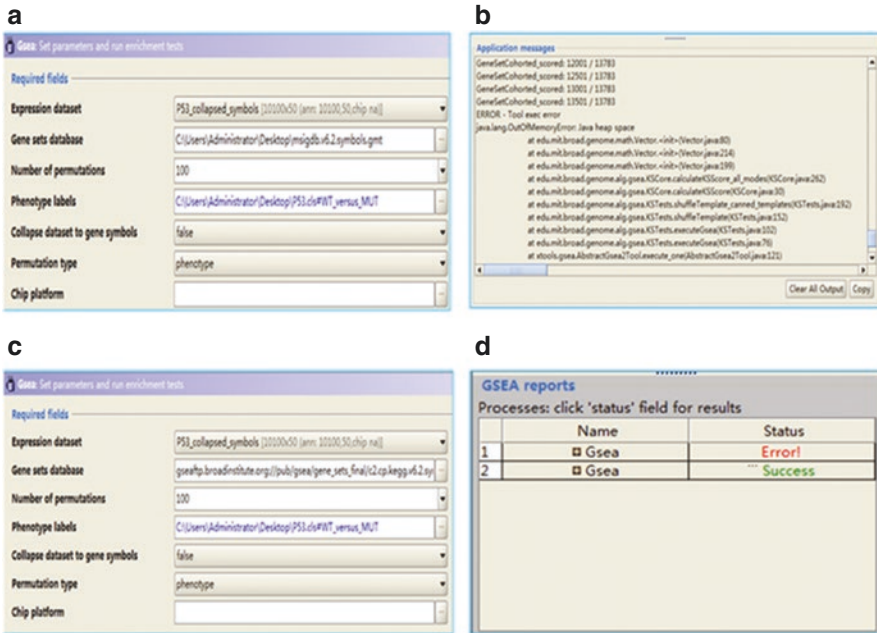 a
Gsea: Set parameters and run enrichment tests
Required fields
Expression dataset
P53_collapsed_symbols [10100x50 (ann: 10100,50,chip na)]
Gene sets database
C:\Users\Administrator\Desktop\msigdb.v6.2.symbols.gmt
Number of permutations
100
Phenotype labels
C:\Users\Administrator\Desktop\P53.cls#WT_versus_MUT
Collapse dataset to gene symbols
false
Permutation type
phenotype
Chip platform
b
Application messages
GeneSetCohorted_scored: 12001 / 13783
GeneSetCohorted_scored: 12501 / 13783
GeneSetCohorted_scored: 13001 / 13783
GeneSetCohorted_scored: 13501 / 13783
ERROR - Tool exec error
java.lang.OutOfMemoryError: Java heap space
at edu.mit.broad.genome.math.Vector.<init>(Vector.java:80)
at edu.mit.broad.genome.math.Vector.<init>(Vector.java:214)
at edu.mit.broad.genome.math.Vector.<init>(Vector.java:199)
at edu.mit.broad.genome.alg.gsea.KSCore.calculateKSScore_all_modes(KSCore.java:262)
at edu.mit.broad.genome.alg.gsea.KSCore.calculateKSScore(KSCore.java:30)
at edu.mit.broad.genome.alg.gsea.KSTests.shuffleTemplate_canned_templates(KSTests.java:192)
at edu.mit.broad.genome.alg.gsea.KSTests.shuffleTemplate(KSTests.java:152)
at edu.mit.broad.genome.alg.gsea.KSTests.executeGsea(KSTests.java:102)
at edu.mit.broad.genome.alg.gsea.KSTests.executeGsea(KSTests.java:76)
at xtools.gsea.AbstractGsea2Tool.execute_one(AbstractGsea2Tool.java:121)
Clear All Output Copy
c
Gsea: Set parameters and run enrichment tests
Required fields
Expression dataset
P53_collapsed_symbols [10100x50 (ann: 10100,50,chip na)]
Gene sets database
gseaftp.broadinstitute.org://pub/gsea/gene_sets_final/c2.cp.kegg.v6.2.sy
Number of permutations
100
Phenotype labels
C:\Users\Administrator\Desktop\P53.cls#WT_versus_MUT
Collapse dataset to gene symbols
false
Permutation type
phenotype
Chip platform
d
GSEA reports
Processes: click 'status' field for results
Name Status
1 Gsea Error!
2 Gsea Success